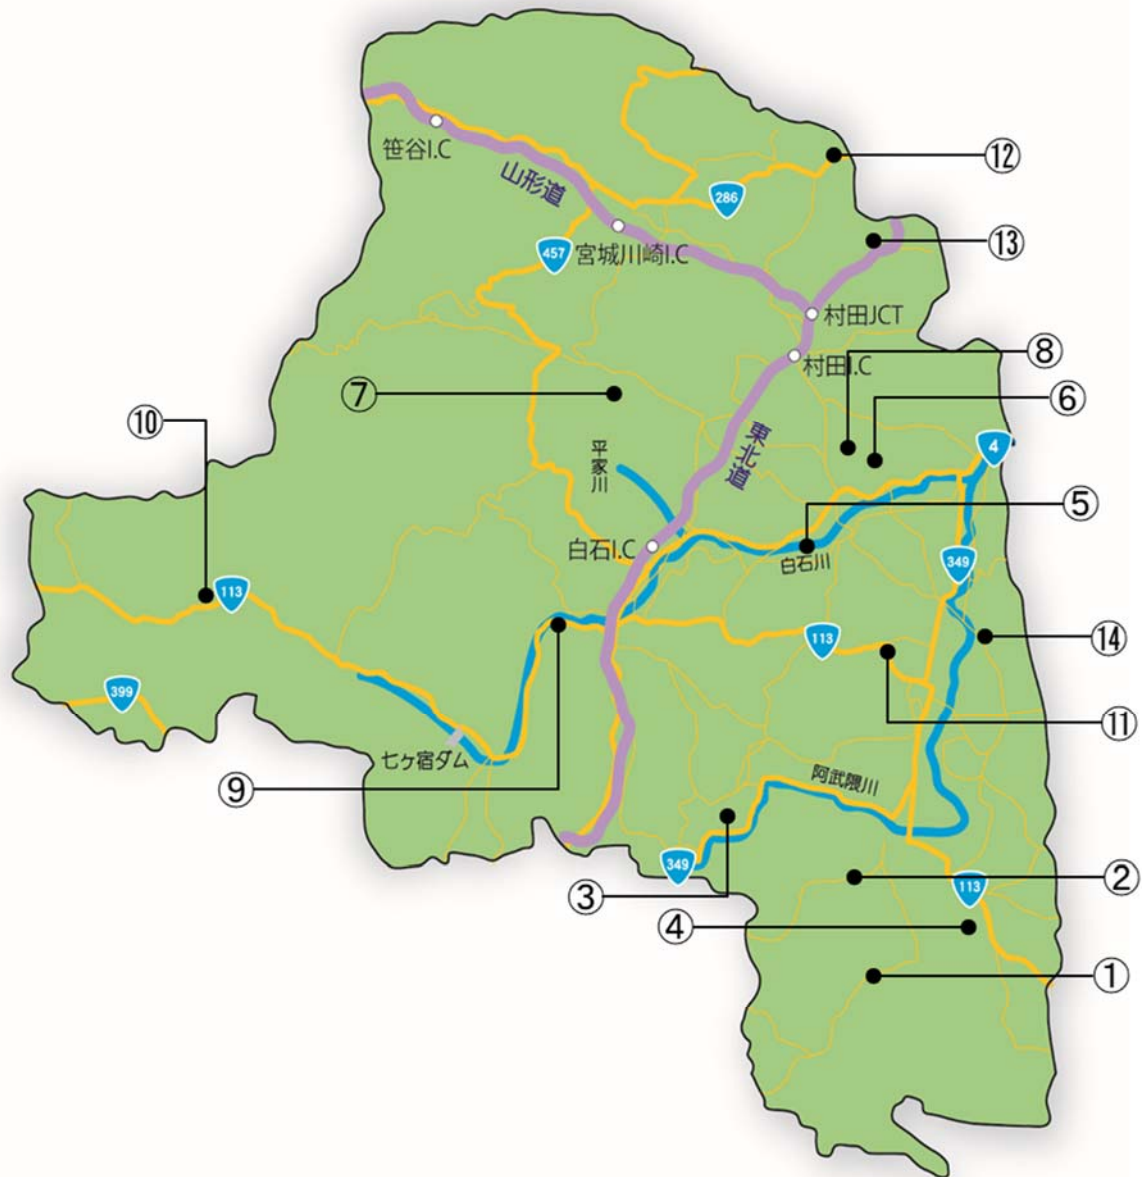 笹谷I.C
山形道
⑫
286
⑬
457
宮城川崎I.C
村田JCT
⑧
村田I.C
⑦
⑥
⑩
東北道
4
平家川
⑤
白石I.C
白石川
349
113
⑨
113
⑭
399
⑪
七ヶ宿ダム
阿武隈川
349
③
②
113
④
①